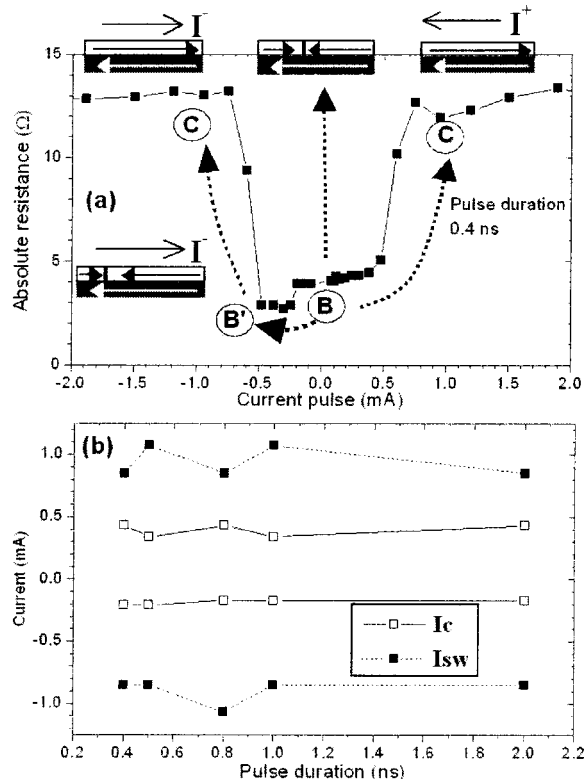 I⁻
I⁺
15
10
5
0
Absolute resistance (Ω)
(a)
C
C
Pulse duration
0.4 ns
I⁻
B'
B
-2.0 -1.5 -1.0 -0.5 0.0 0.5 1.0 1.5 2.0
Current pulse (mA)
(b)
1.0
0.5
0.0
-0.5
-1.0
Current (mA)
Ic
Isw
0.2 0.4 0.6 0.8 1.0 1.2 1.4 1.6 1.8 2.0 2.2
Pulse duration (ns)